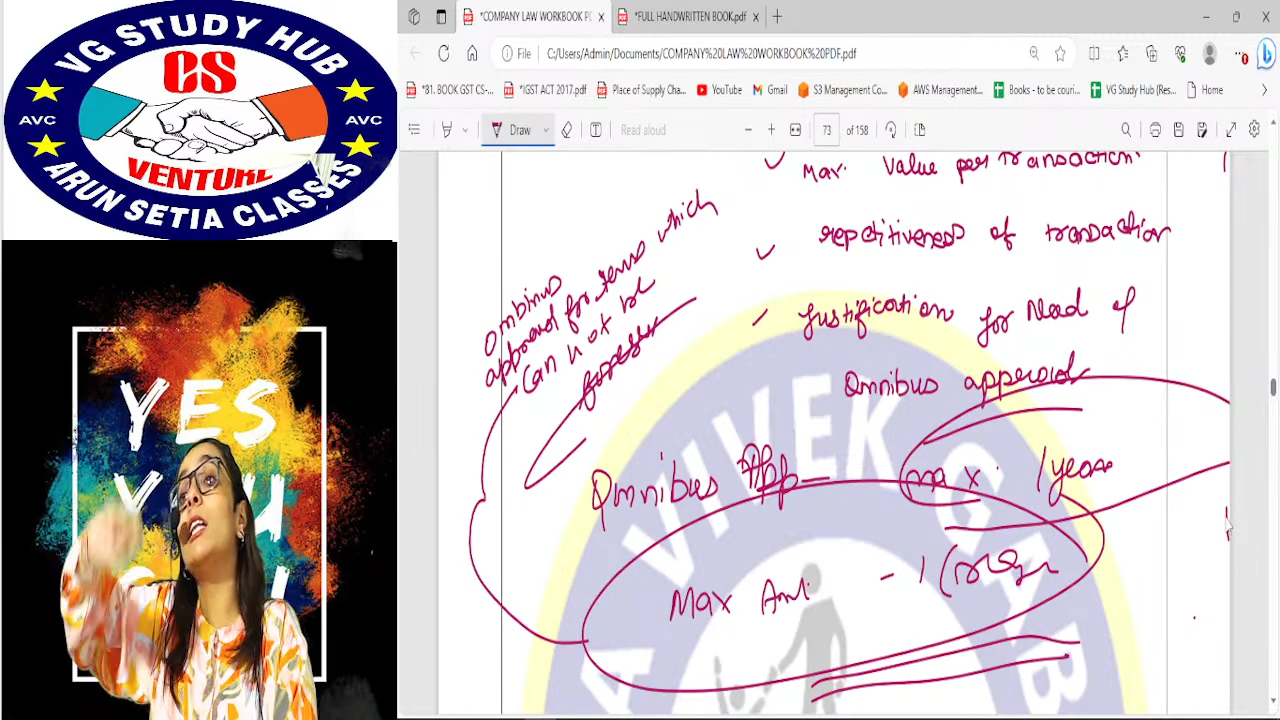 VG STUDY HUB
CS
AVC
AVC
VENTURE
ARUN SETIA CLASSES
YES
*COMPANY LAW WORKBOOK P
*FULL HANDWRITTEN BOOK.pdf
File
C:/Users/Admin/Documents/COMPANY%20LAW%20WORKBOOK%20PDF.pdf
*81. BOOK GST CS-...
*IGST ACT 2017.pdf
Place of Supply Cha...
YouTube
Gmail
S3 Management Co...
AWS Management...
Books - to be couri...
VG Study Hub (Res...
Home
Draw
Read aloud
73
of 158
Max. Value per transaction.
repetitiveness of transaction
Justification for Need of
Omnibus approval
Ombinus
approval for items which
can not be
Omnibus App
max. 1 year
Max Amt. - 1
VIVEK